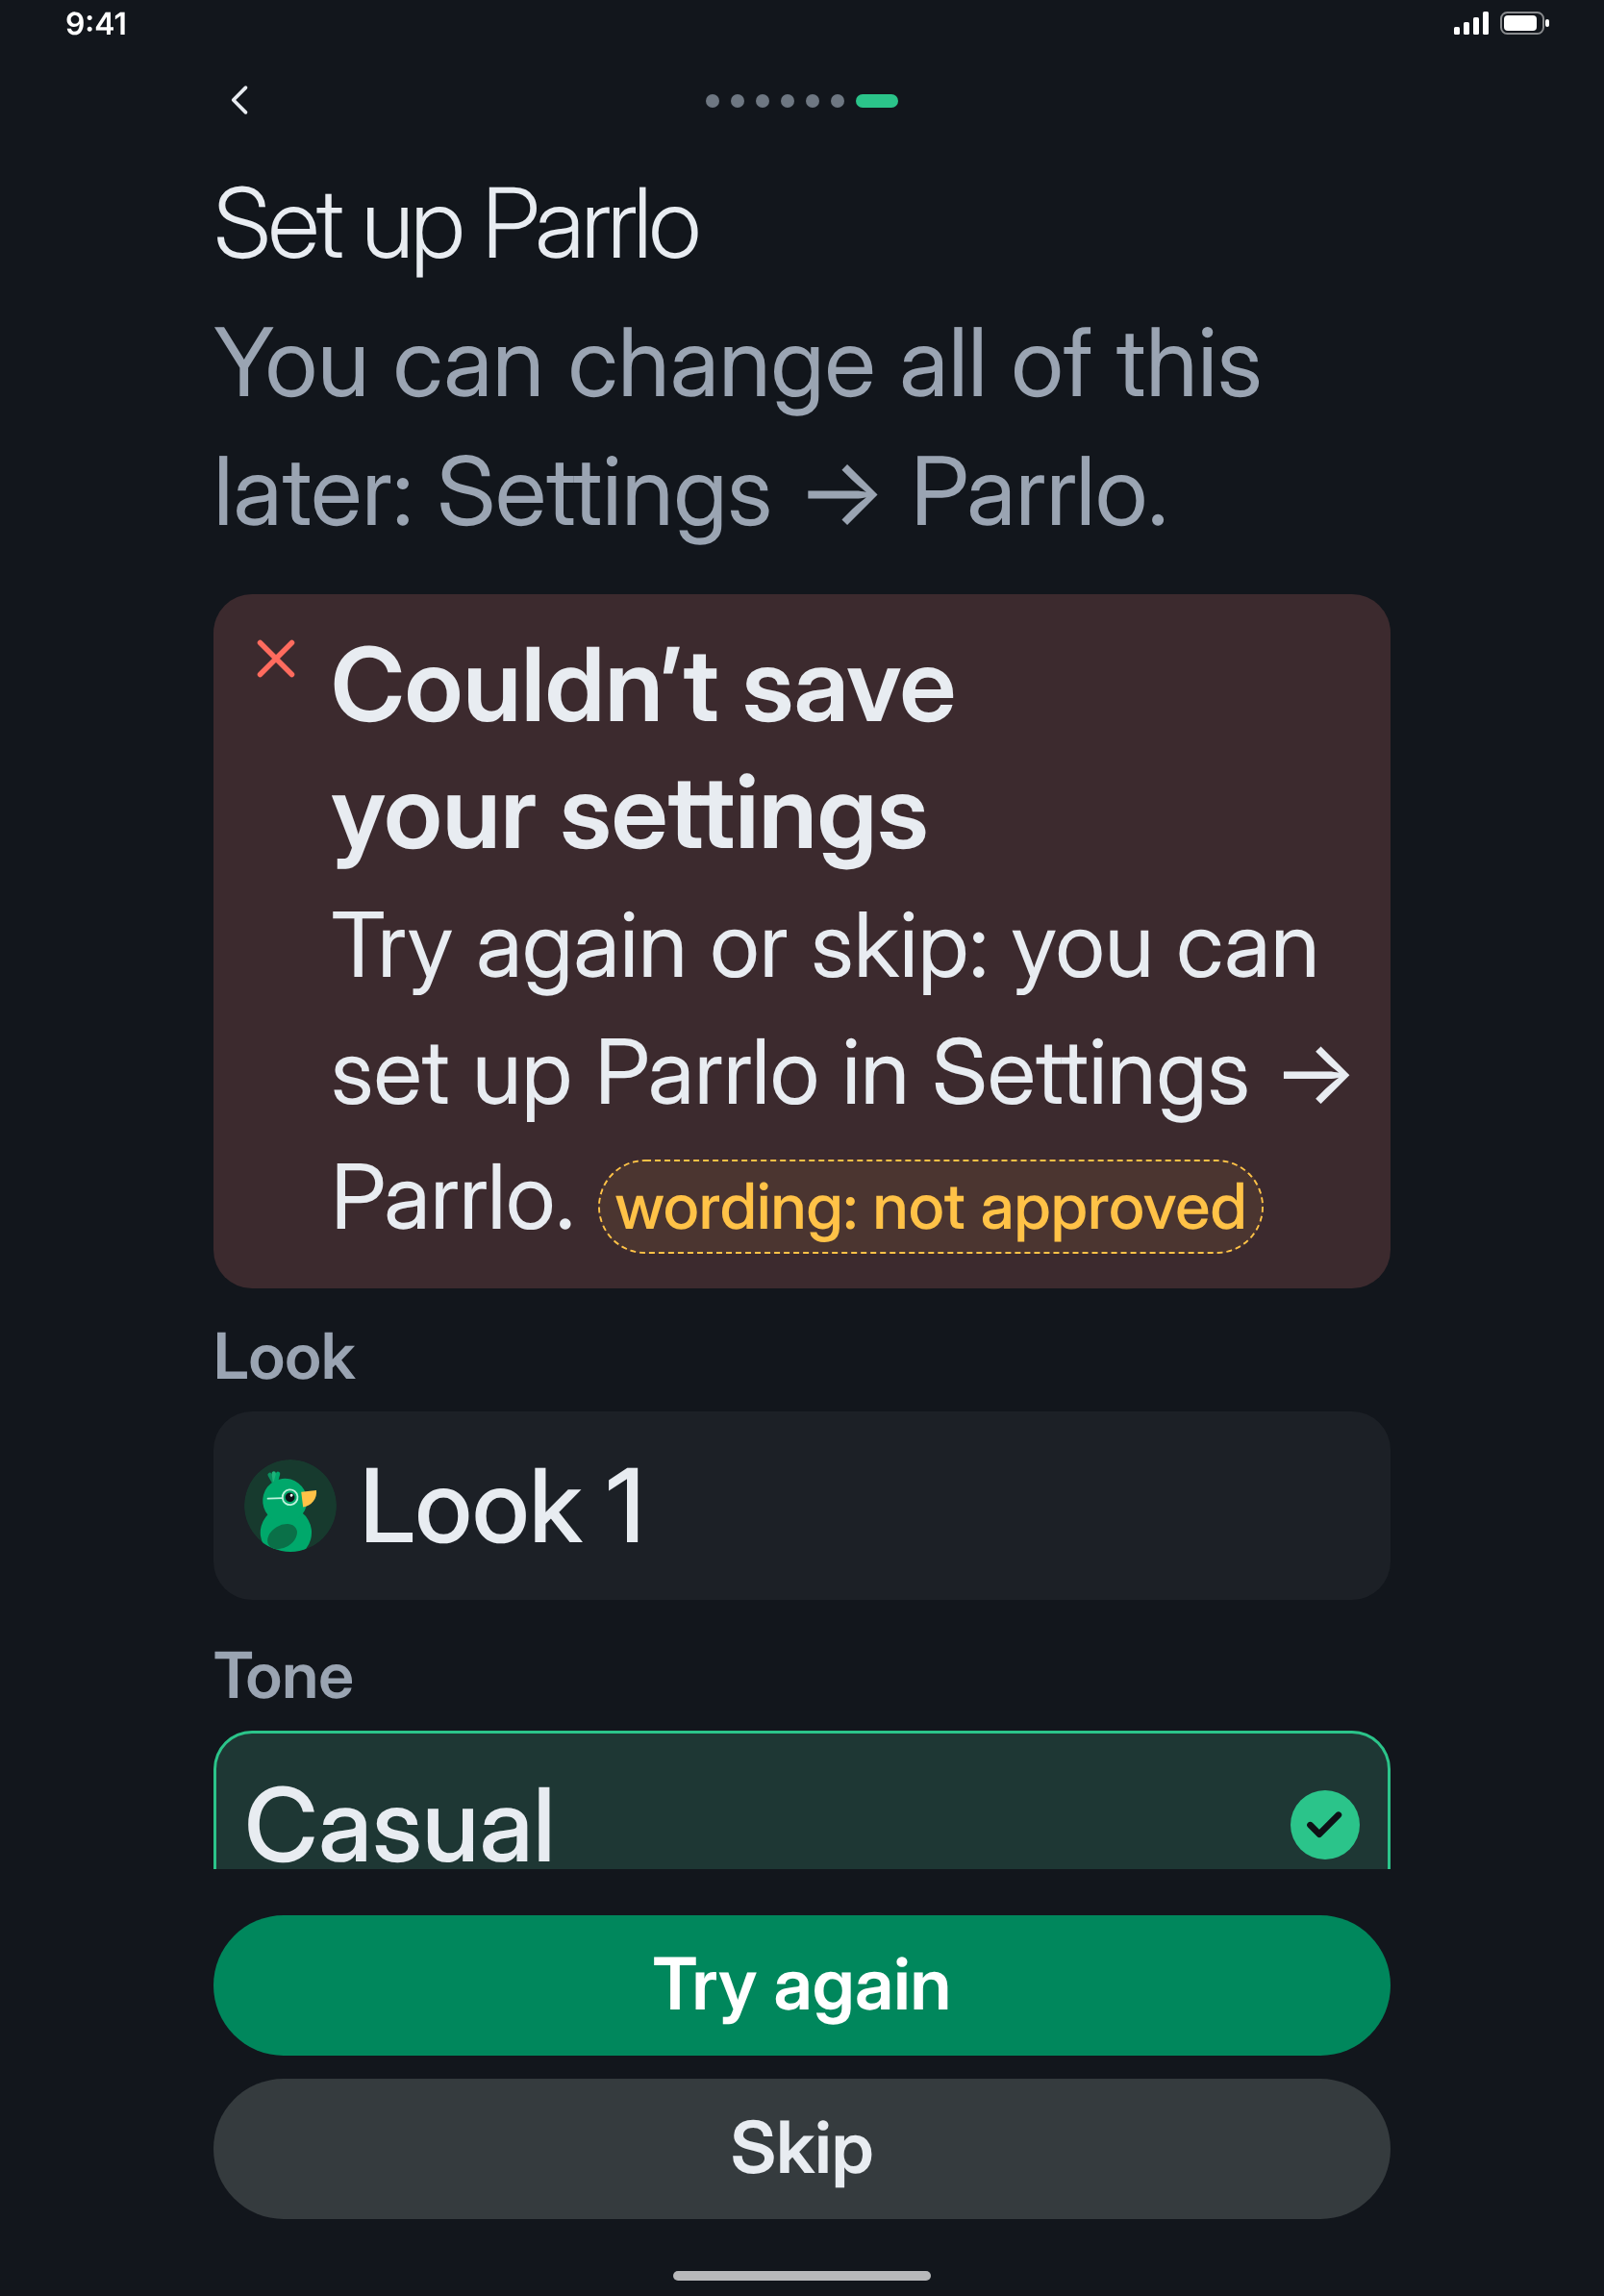 9:41
Set up Parrlo
You can change all of this
later: Settings → Parrlo.
Couldn’t save
your settings
Try again or skip: you can
set up Parrlo in Settings →
Parrlo. wording: not approved
Look
Look 1
Tone
Casual
Try again
Skip